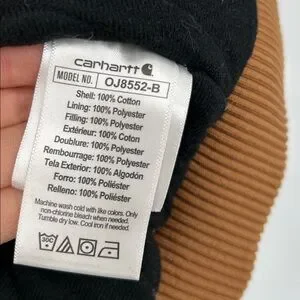 carhartt
MODEL NO. OJ8552-B
Shell: 100% Cotton
Lining: 100% Polyester
Filling: 100% Polyester
Extérieur: 100% Coton
Doublure: 100% Polyester
Rembourrage: 100% Polyester
Tela Exterior: 100% Algodón
Forro: 100% Poliéster
Relleno: 100% Poliéster
Machine wash cold with like colors. Only
non-chlorine bleach when needed.
Tumble dry low. Cool iron if needed.
30C